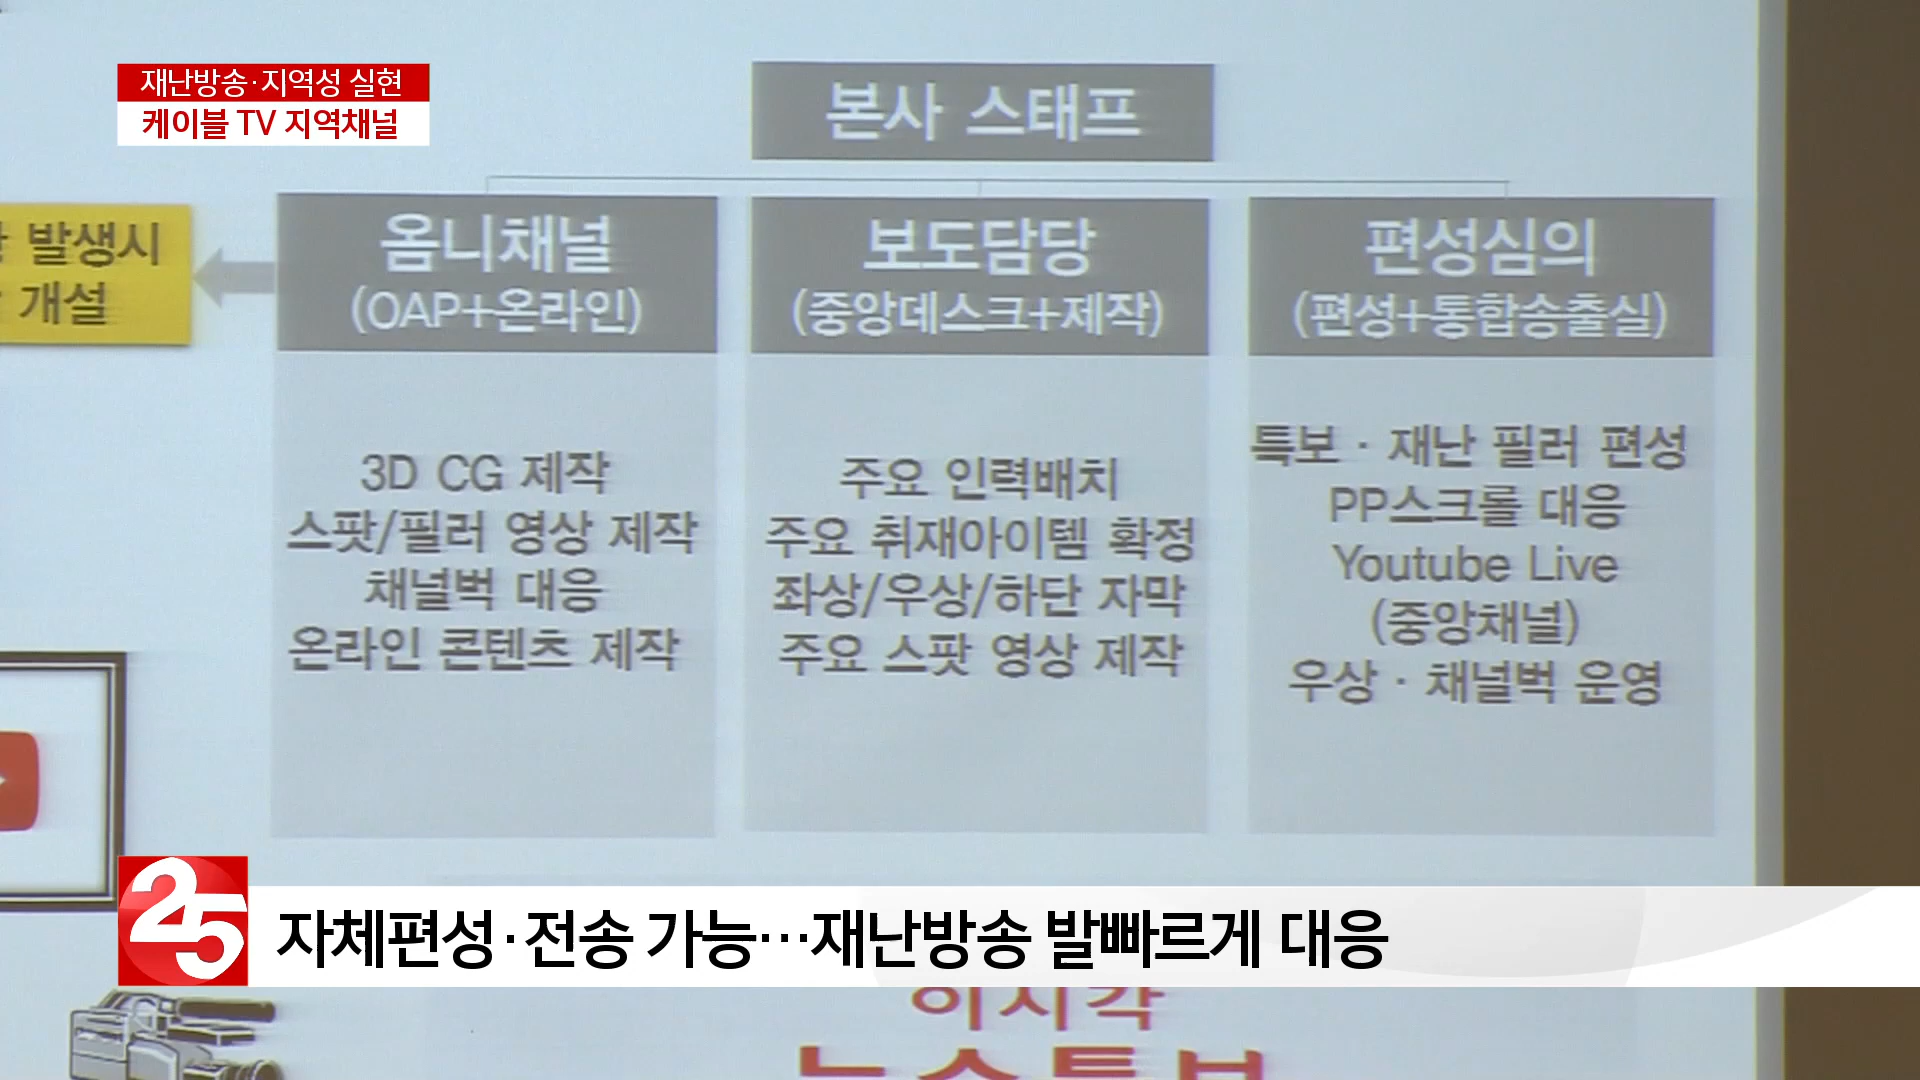 재난방송·지역성 실현
케이블 TV 지역채널
본사 스태프
발생시
개설
옴니채널
(OAP+온라인)
3D CG 제작
스팟/필러 영상 제작
채널벅 대응
온라인 콘텐츠 제작
보도담당
(중앙데스크+제작)
주요 인력배치
주요 취재아이템 확정
좌상/우상/하단 자막
주요 스팟 영상 제작
편성심의
(편성+통합송출실)
특보 · 재난 필러 편성
PP스크롤 대응
Youtube Live
(중앙채널)
우상 · 채널벅 운영
25
자체편성·전송 가능…재난방송 발빠르게 대응
이시각
뉴스특보